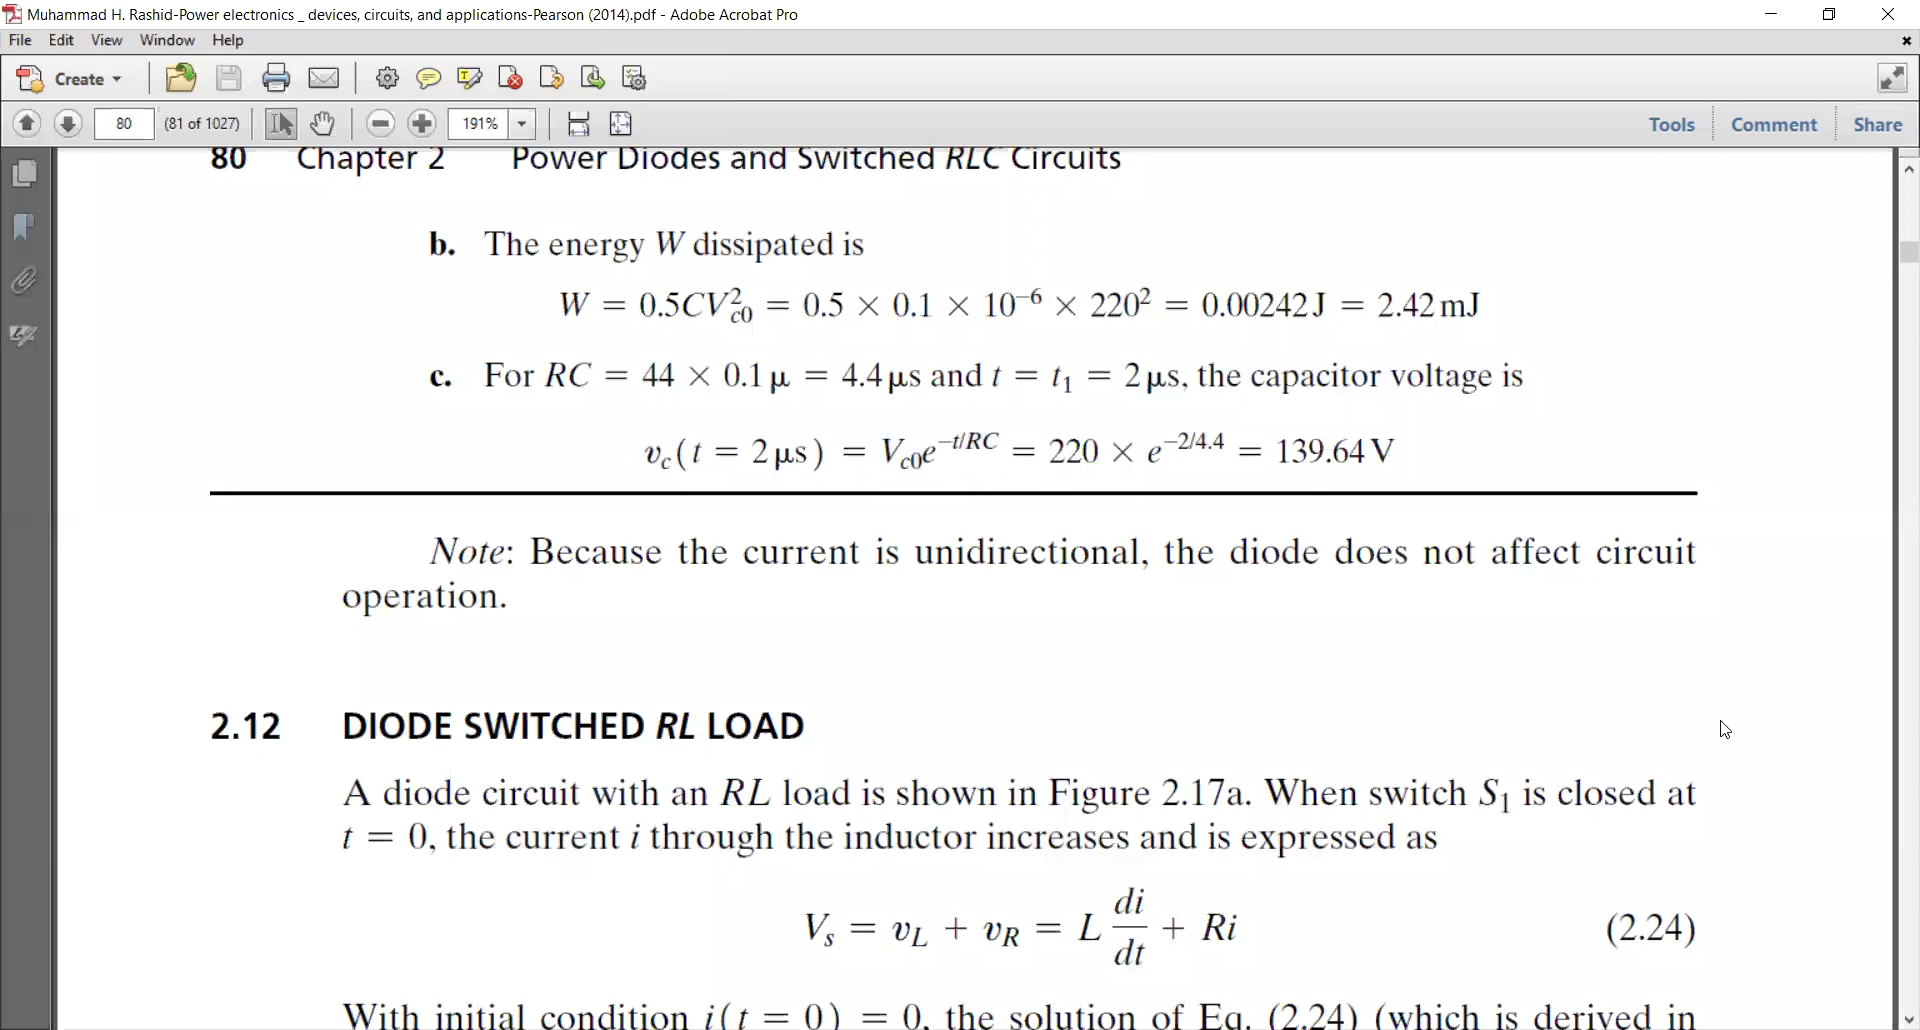 Muhammad H. Rashid-Power electronics _ devices, circuits, and applications-Pearson (2014).pdf - Adobe Acrobat Pro
File Edit View Window Help
Create
80 (81 of 1027) 191% Tools Comment Share
80 Chapter 2 Power Diodes and Switched RLC Circuits
b. The energy W dissipated is
W = 0.5CV²c0 = 0.5 × 0.1 × 10⁻⁶ × 220² = 0.00242 J = 2.42 mJ
c. For RC = 44 × 0.1 μ = 4.4 μs and t = t₁ = 2 μs, the capacitor voltage is
vc(t = 2 μs) = Vc0e^−t/RC = 220 × e^−2/4.4 = 139.64 V
Note: Because the current is unidirectional, the diode does not affect circuit
operation.
2.12 DIODE SWITCHED RL LOAD
A diode circuit with an RL load is shown in Figure 2.17a. When switch S₁ is closed at
t = 0, the current i through the inductor increases and is expressed as
Vs = vL + vR = L di/dt + Ri (2.24)
With initial condition i(t = 0) = 0, the solution of Eq. (2.24) (which is derived in